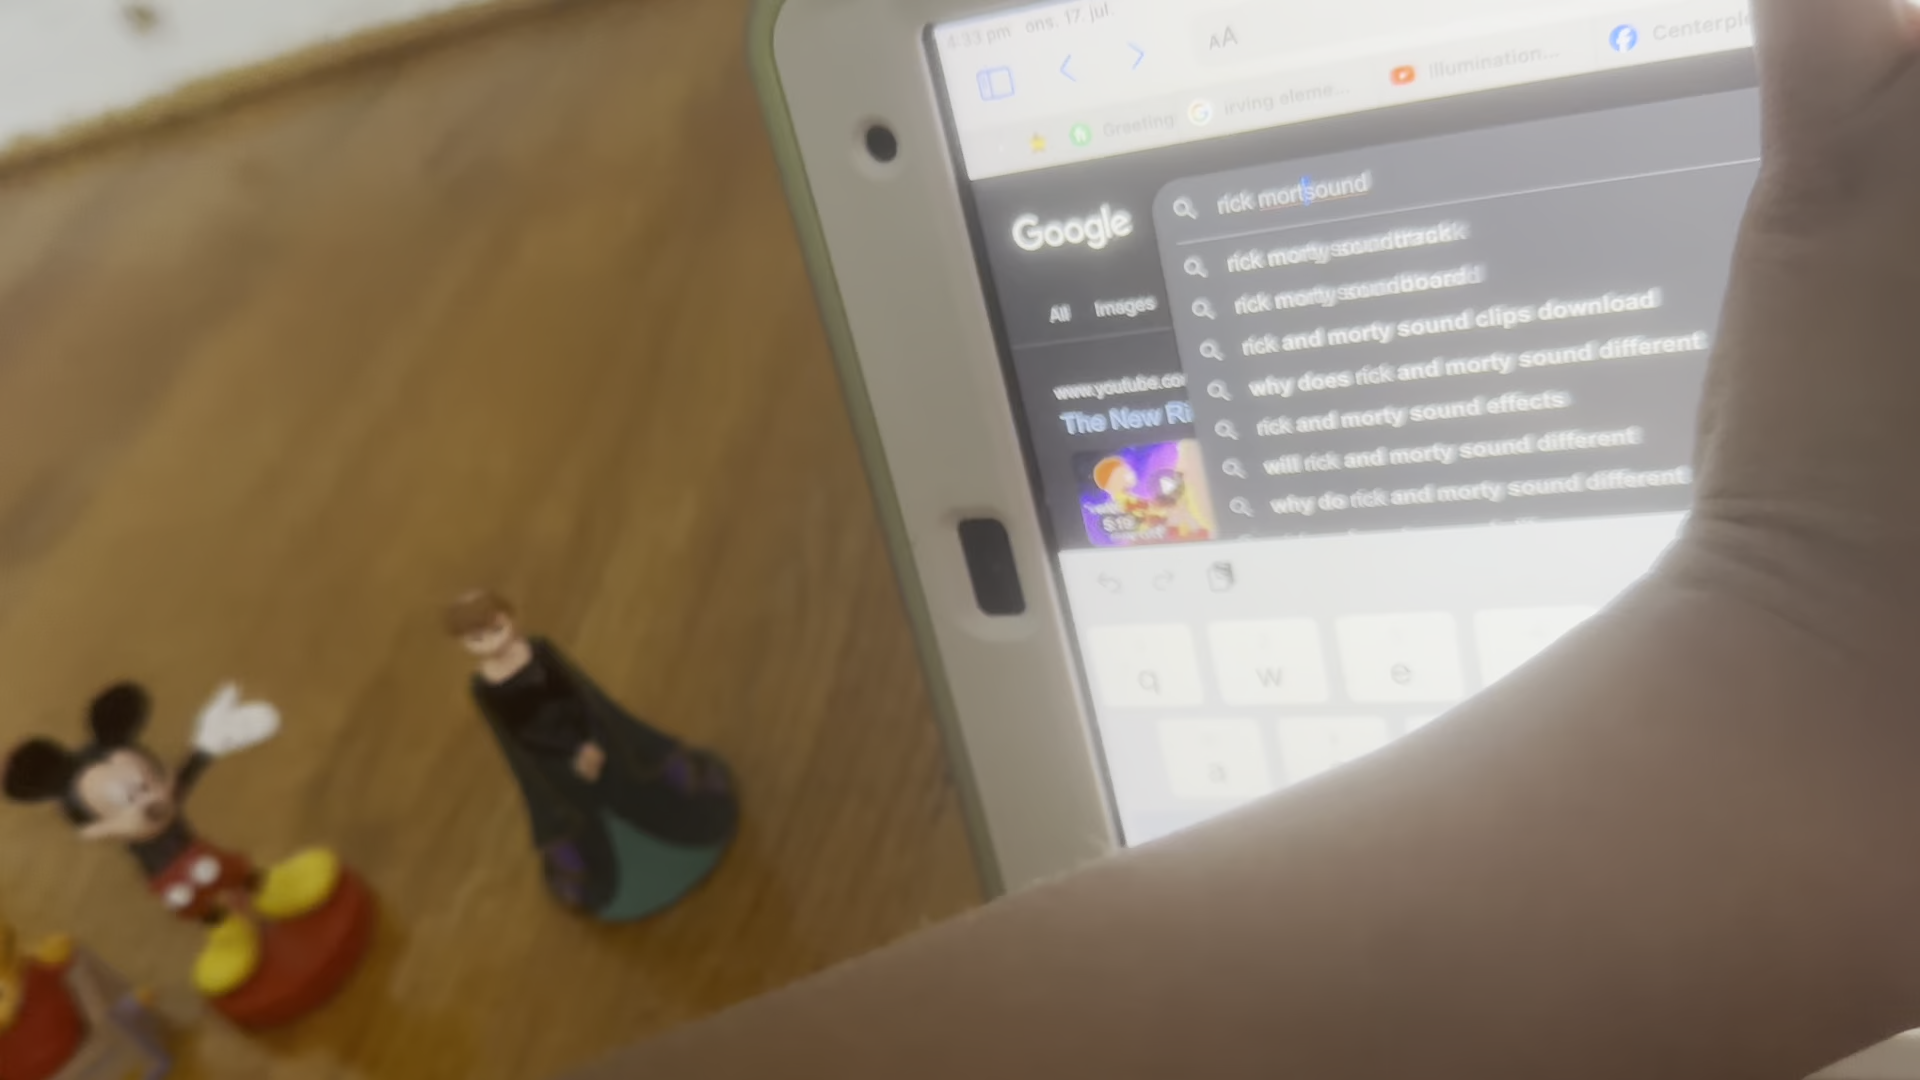 4:33 pm ons. 17. jul.
AA
Greeting irving eleme... Illumination...
Google
rick mortsound
rick morty soundtrack
rick morty soundboard
rick and morty sound clips download
All Images
why does rick and morty sound different
www.youtube.co
rick and morty sound effects
The New Ri
will rick and morty sound different
why do rick and morty sound different
5:19
q w e
a